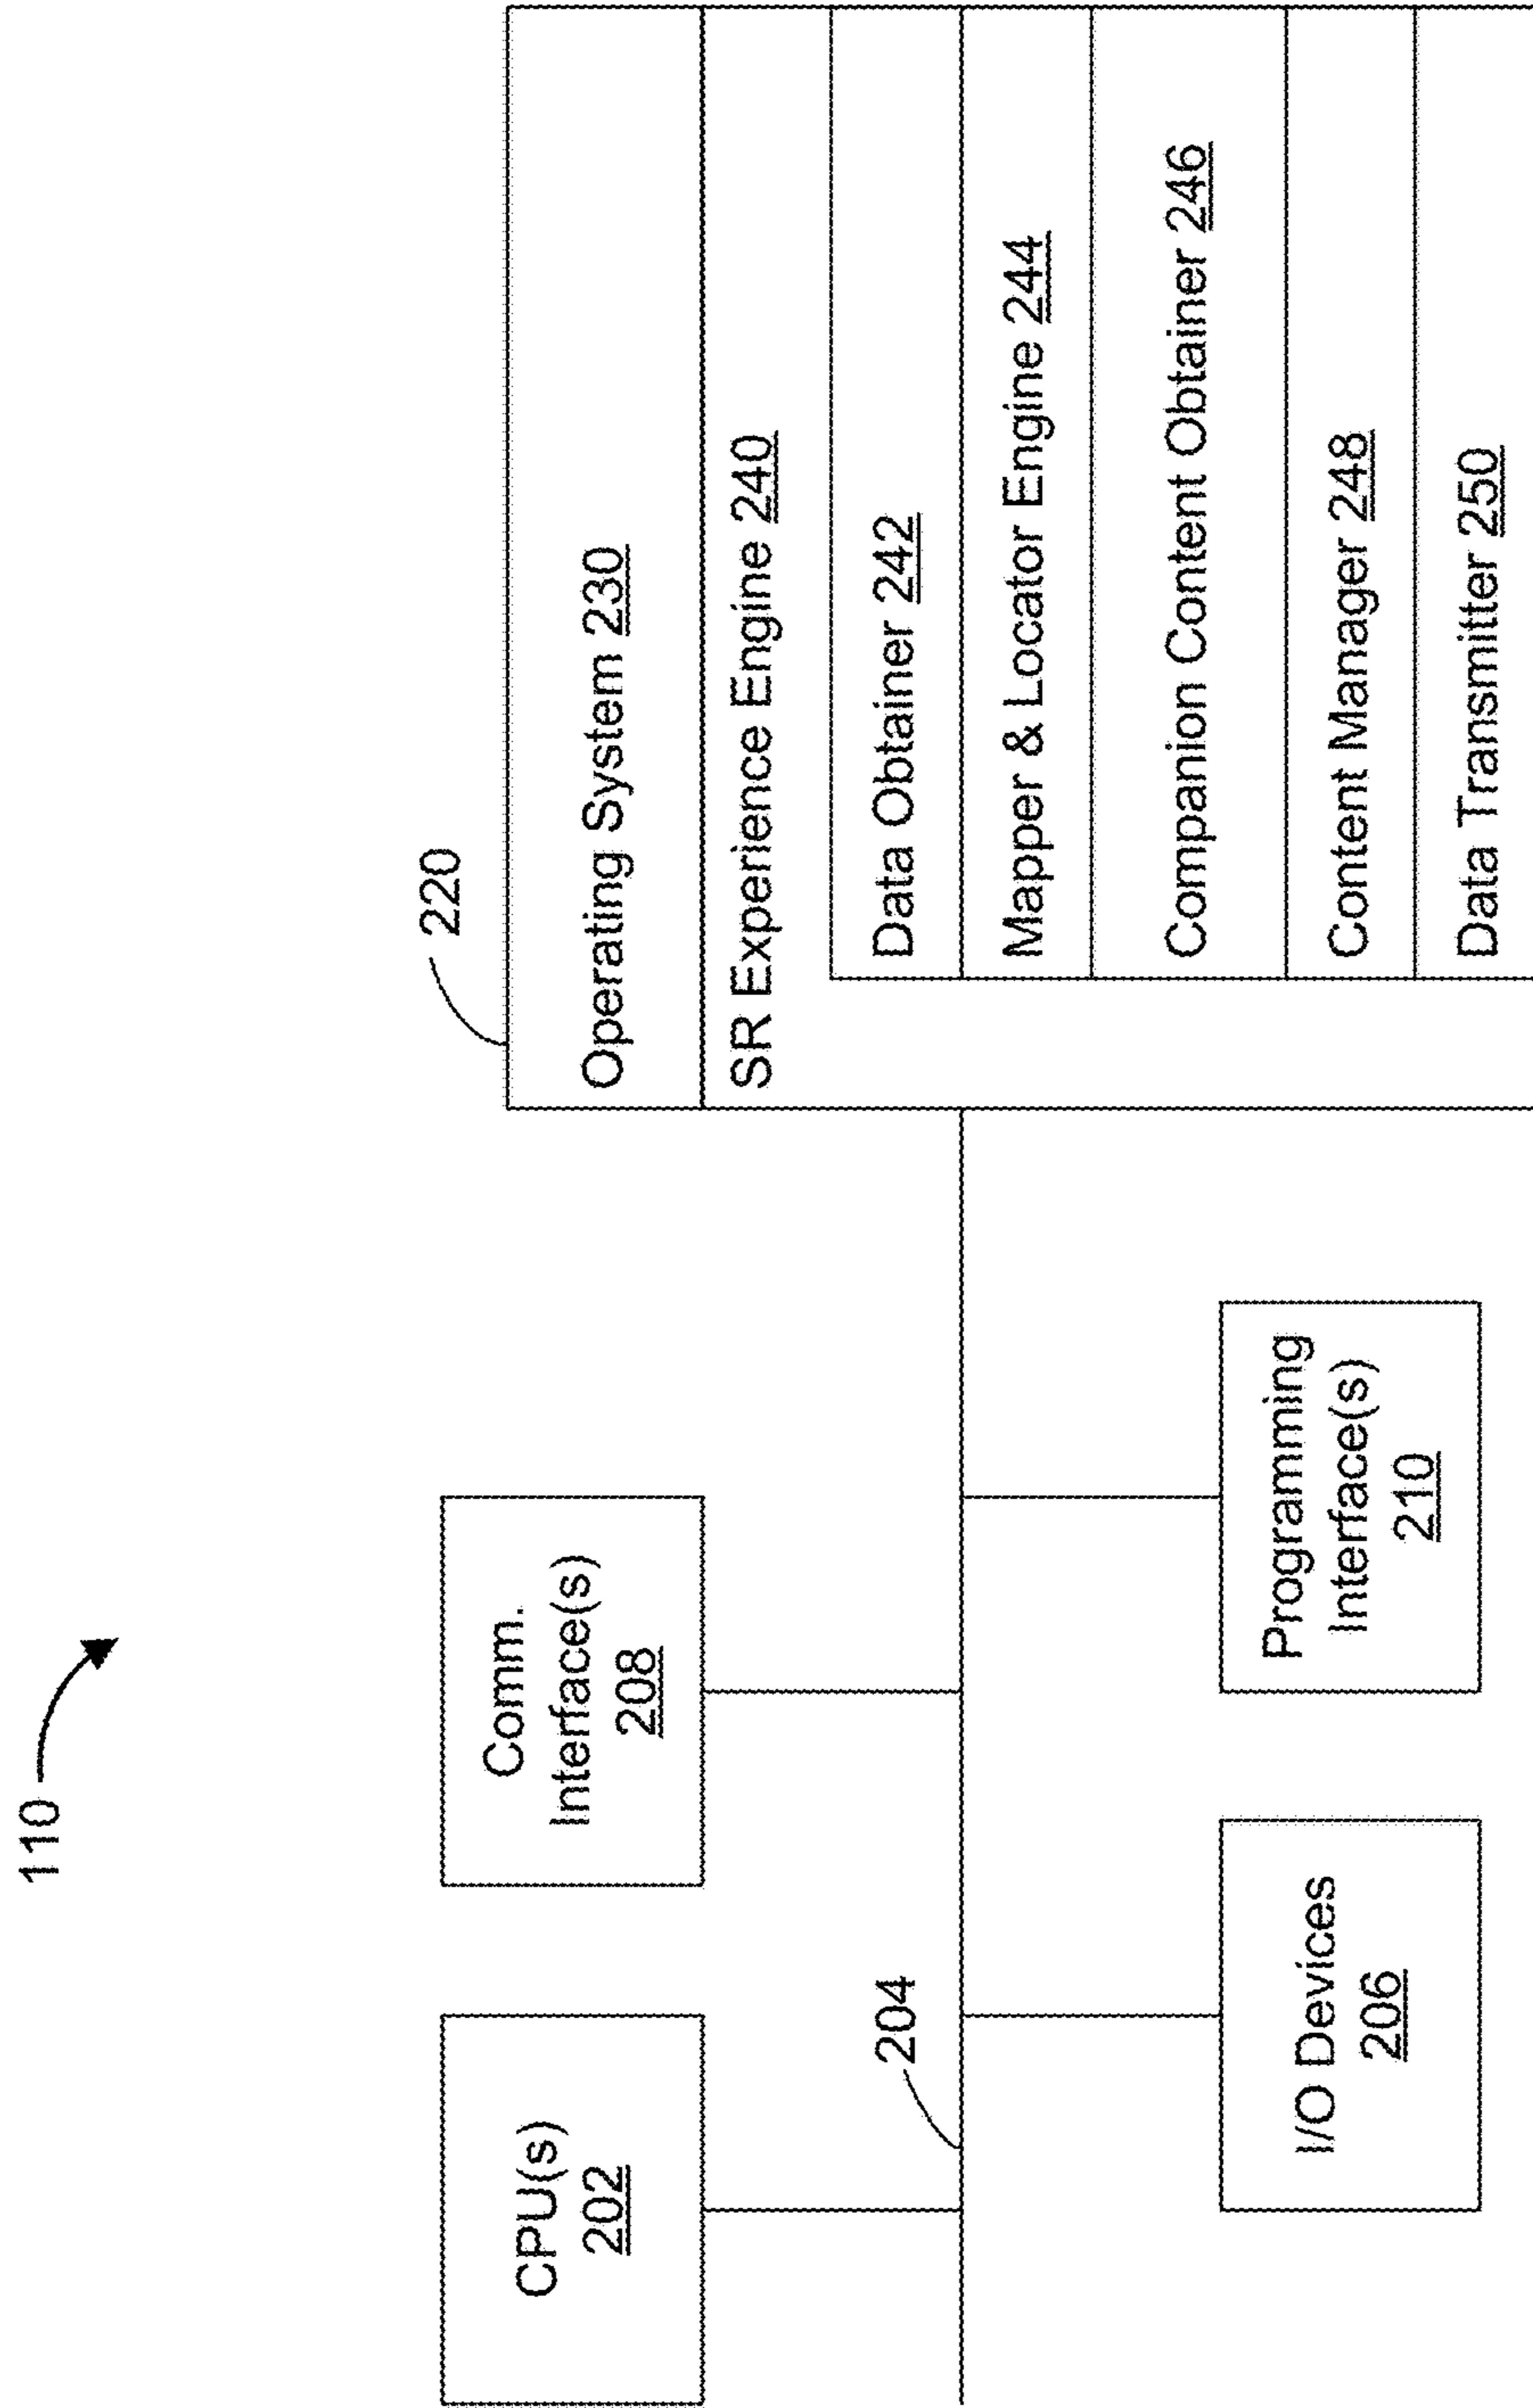 110
CPU(s)
202
Comm.
Interface(s)
208
204
I/O Devices
206
Programming
Interface(s)
210
220
Operating System 230
SR Experience Engine 240
Data Obtainer 242
Mapper & Locator Engine 244
Companion Content Obtainer 246
Content Manager 248
Data Transmitter 250